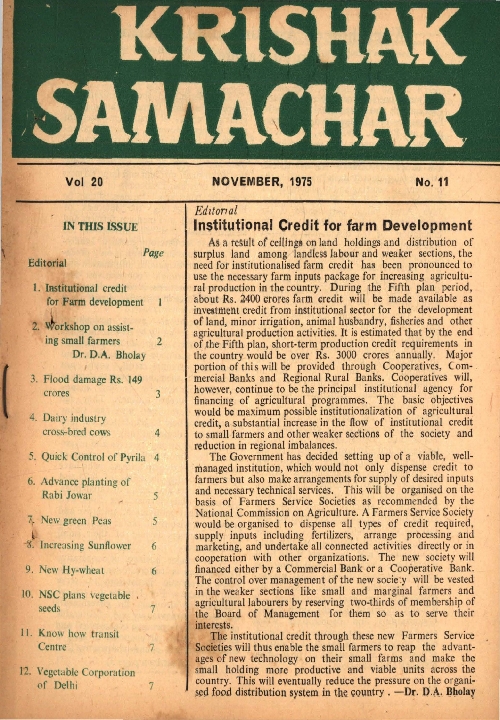 KRISHAK
SAMACHAR
Vol 20
NOVEMBER, 1975
No. 11
IN THIS ISSUE
Page
Editorial
1. Institutional credit
for Farm development 1
2. Workshop on assist-
ing small farmers 2
Dr. D.A. Bholay
3. Flood damage Rs. 149
crores 3
4. Dairy industry
cross-bred cows 4
5. Quick Control of Pyrila 4
6. Advance planting of
Rabi Jowar 5
7. New green Peas 5
8. Increasing Sunflower 6
9. New Hy-wheat 6
10. NSC plans vegetable
seeds 7
11. Know how transit
Centre 7
12. Vegetable Corporation
of Delhi 7
Editoral
Institutional Credit for farm Development
As a result of ceilings on land holdings and distribution of
surplus land among landless labour and weaker sections, the
need for institutionalised farm credit has been pronounced to
use the necessary farm inputs package for increasing agricultu-
ral production in the country. During the Fifth plan period,
about Rs. 2400 crores farm credit will be made available as
investment credit from institutional sector for the development
of land, minor irrigation, animal husbandry, fisheries and other
agricultural production activities. It is estimated that by the end
of the Fifth plan, short-term production credit requirements in
the country would be over Rs. 3000 crores annually. Major
portion of this will be provided through Cooperatives, Com-
mercial Banks and Regional Rural Banks. Cooperatives will,
however, continue to be the principal institutional agency for
financing of agricultural programmes. The basic objectives
would be maximum possible institutionalization of agricultural
credit, a substantial increase in the flow of institutional credit
to small farmers and other weaker sections of the society and
reduction in regional imbalances.
The Government has decided setting up of a viable, well-
managed institution, which would not only dispense credit to
farmers but also make arrangements for supply of desired inputs
and necessary technical services. This will be organised on the
basis of Farmers Service Societies as recommended by the
National Commission on Agriculture. A Farmers Service Society
would be organised to dispense all types of credit required,
supply inputs including fertilizers, arrange processing and
marketing, and undertake all connected activities directly or in
cooperation with other organizations. The new society will
financed either by a Commercial Bank or a Cooperative Bank.
The control over management of the new society will be vested
in the weaker sections like small and marginal farmers and
agricultural labourers by reserving two-thirds of membership of
the Board of Management for them so as to serve their
interests.
The institutional credit through these new Farmers Service
Societies will thus enable the small farmers to reap the advant-
ages of new technology on their small farms and make the
small holding more productive and viable units across the
country. This will eventually reduce the pressure on the organi-
sed food distribution system in the country . —Dr. D.A. Bholay